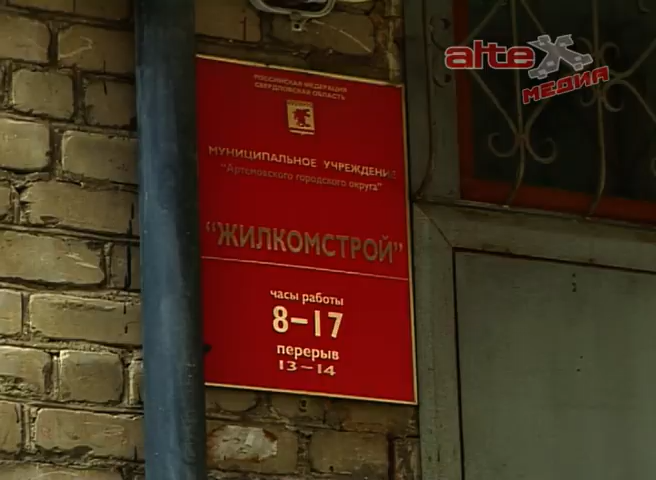 alteX
МЕДИА
РОССИЙСКАЯ ФЕДЕРАЦИЯ
СВЕРДЛОВСКАЯ ОБЛАСТЬ
МУНИЦИПАЛЬНОЕ УЧРЕЖДЕНИЕ
"Артемовского городского округа"
"ЖИЛКОМСТРОЙ"
часы работы
8–17
перерыв
13–14